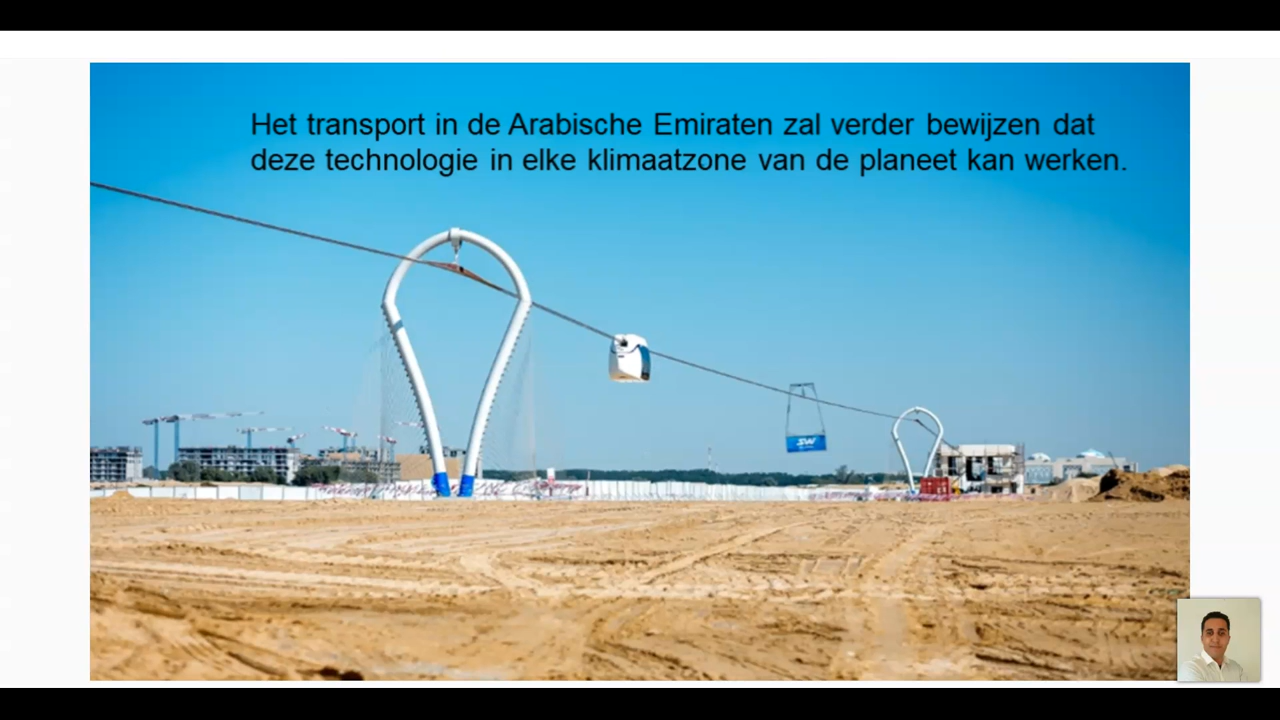 Het transport in de Arabische Emiraten zal verder bewijzen dat
deze technologie in elke klimaatzone van de planeet kan werken.
SW